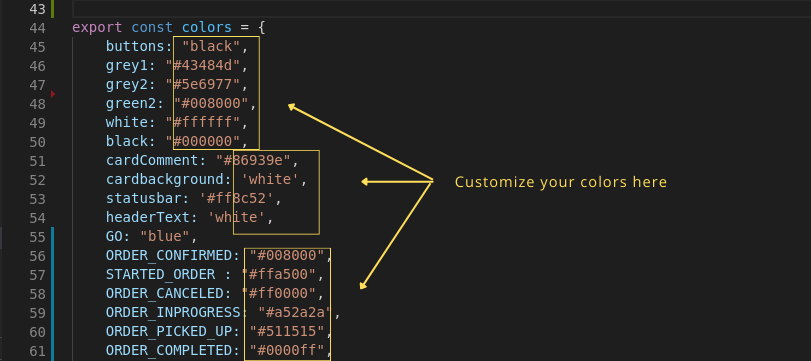 43
44 export const colors = {
45 buttons: "black",
46 grey1: "#43484d",
47 grey2: "#5e6977",
48 green2: "#008000",
49 white: "#ffffff",
50 black: "#000000",
51 cardComment: "#86939e",
52 cardbackground: 'white',
53 statusbar: '#ff8c52',
54 headerText: 'white',
55 GO: "blue",
56 ORDER_CONFIRMED: "#008000",
57 STARTED_ORDER : "#ffa500",
58 ORDER_CANCELED: "#ff0000",
59 ORDER_INPROGRESS: "#a52a2a",
60 ORDER_PICKED_UP: "#511515",
61 ORDER_COMPLETED: "#0000ff",
Customize your colors here